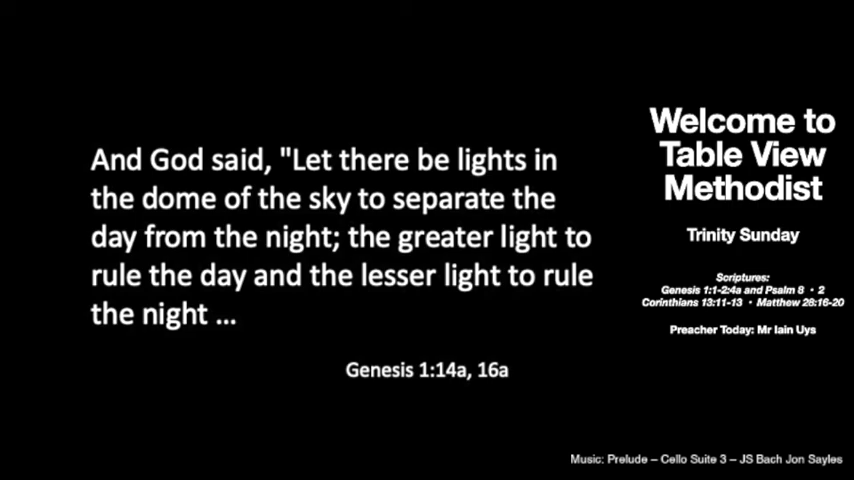 And God said, "Let there be lights in
the dome of the sky to separate the
day from the night; the greater light to
rule the day and the lesser light to rule
the night ...
Genesis 1:14a, 16a
Welcome to
Table View
Methodist
Trinity Sunday
Scriptures:
Genesis 1:1-2:4a and Psalm 8 • 2
Corinthians 13:11-13 • Matthew 28:16-20
Preacher Today: Mr Iain Uys
Music: Prelude – Cello Suite 3 – JS Bach Jon Sayles